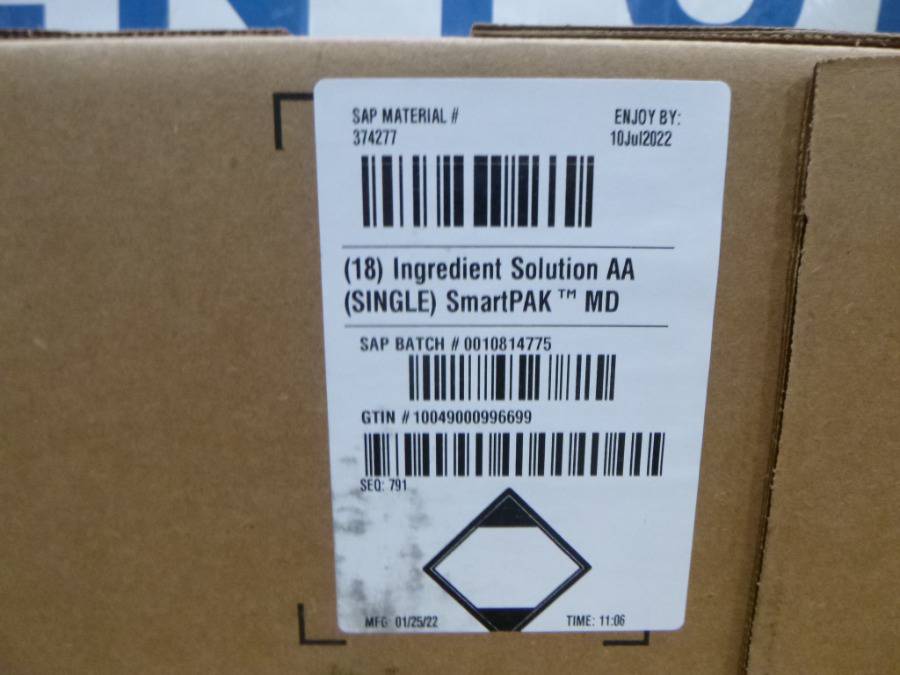 SAP MATERIAL #
374277
ENJOY BY:
10Jul2022
(18) Ingredient Solution AA
(SINGLE) SmartPAK™ MD
SAP BATCH # 0010814775
GTIN # 10049000996699
SEQ: 791
MFG: 01/25/22
TIME: 11:06